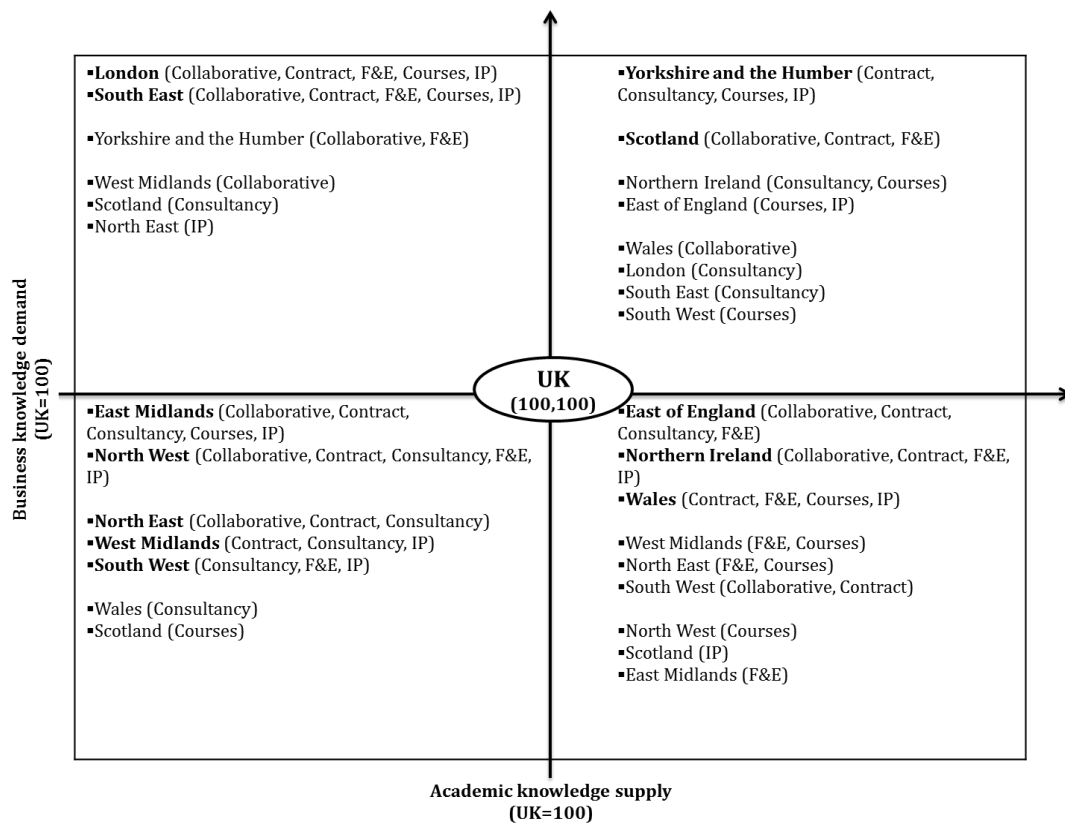 ▪London (Collaborative, Contract, F&E, Courses, IP)
▪South East (Collaborative, Contract, F&E, Courses, IP)
▪Yorkshire and the Humber (Collaborative, F&E)
▪West Midlands (Collaborative)
▪Scotland (Consultancy)
▪North East (IP)
▪Yorkshire and the Humber (Contract,
Consultancy, Courses, IP)
▪Scotland (Collaborative, Contract, F&E)
▪Northern Ireland (Consultancy, Courses)
▪East of England (Courses, IP)
▪Wales (Collaborative)
▪London (Consultancy)
▪South East (Consultancy)
▪South West (Courses)
Business knowledge demand
(UK=100)
UK
(100,100)
▪East Midlands (Collaborative, Contract,
Consultancy, Courses, IP)
▪North West (Collaborative, Contract, Consultancy, F&E,
IP)
▪North East (Collaborative, Contract, Consultancy)
▪West Midlands (Contract, Consultancy, IP)
▪South West (Consultancy, F&E, IP)
▪Wales (Consultancy)
▪Scotland (Courses)
▪East of England (Collaborative, Contract,
Consultancy, F&E)
▪Northern Ireland (Collaborative, Contract, F&E,
IP)
▪Wales (Contract, F&E, Courses, IP)
▪West Midlands (F&E, Courses)
▪North East (F&E, Courses)
▪South West (Collaborative, Contract)
▪North West (Courses)
▪Scotland (IP)
▪East Midlands (F&E)
Academic knowledge supply
(UK=100)